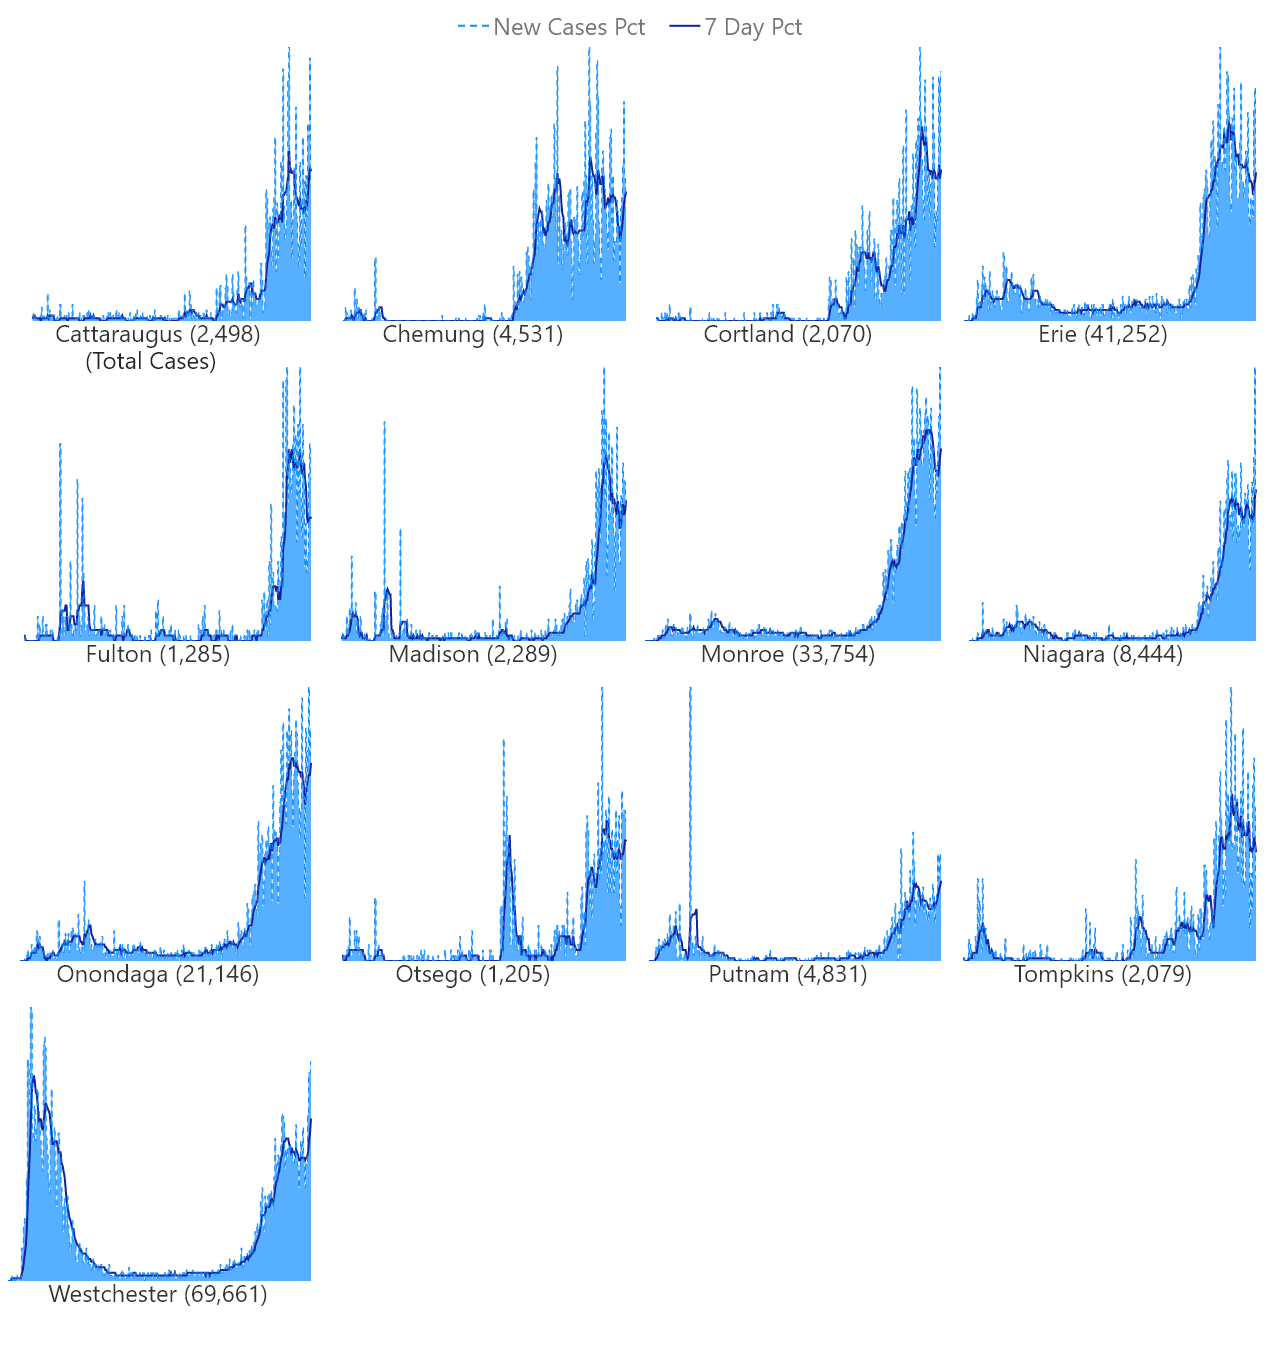 New Cases Pct 7 Day Pct
Cattaraugus (2,498) Chemung (4,531) Cortland (2,070) Erie (41,252)
(Total Cases)
Fulton (1,285) Madison (2,289) Monroe (33,754) Niagara (8,444)
Onondaga (21,146) Otsego (1,205) Putnam (4,831) Tompkins (2,079)
Westchester (69,661)